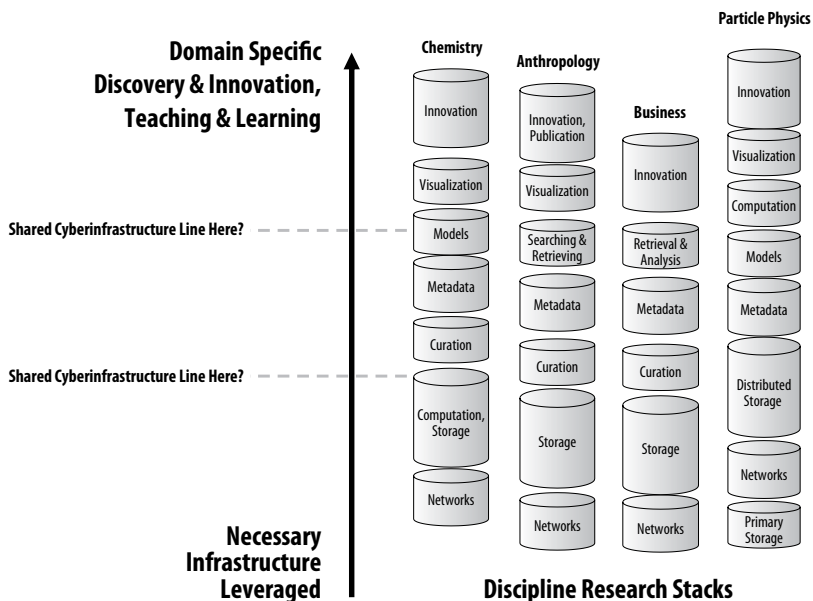 Domain Specific
Discovery & Innovation,
Teaching & Learning
Shared Cyberinfrastructure Line Here?
Shared Cyberinfrastructure Line Here?
Necessary
Infrastructure
Leveraged
Chemistry
Innovation
Visualization
Models
Metadata
Curation
Computation,
Storage
Networks
Anthropology
Innovation,
Publication
Visualization
Searching &
Retrieving
Metadata
Curation
Storage
Networks
Business
Innovation
Retrieval &
Analysis
Metadata
Curation
Storage
Networks
Particle Physics
Innovation
Visualization
Computation
Models
Metadata
Distributed
Storage
Networks
Primary
Storage
Discipline Research Stacks